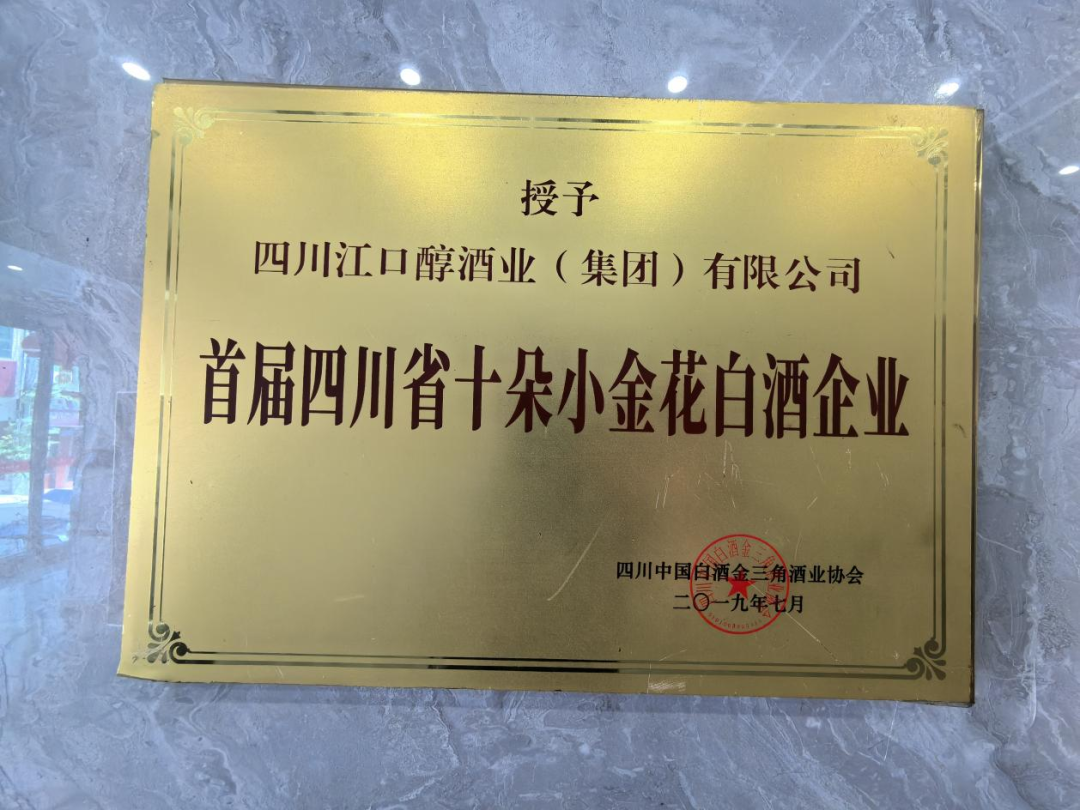 授予
四川江口醇酒业（集团）有限公司
首届四川省十朵小金花白酒企业
四川中国白酒金三角酒业协会
二〇一九年七月